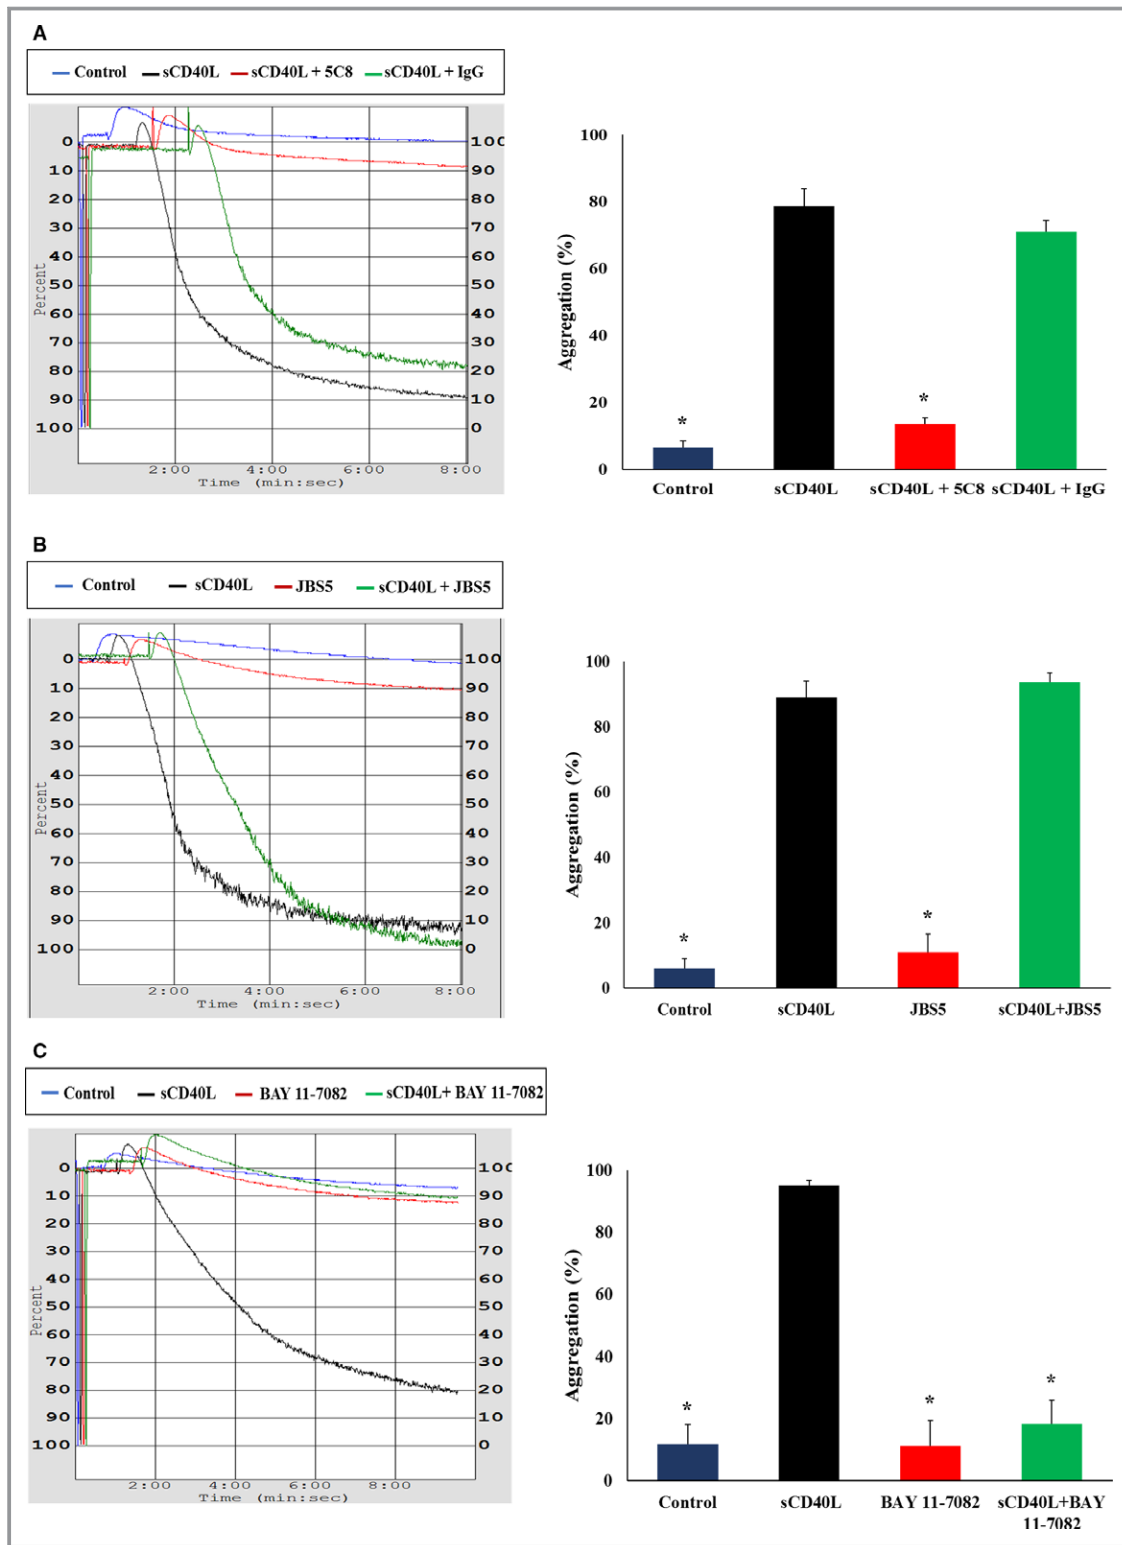 A
Control sCD40L sCD40L + 5C8 sCD40L + IgG
0 100
10 90
20 80
30 70
40 60
50 50
60 40
70 30
80 20
90 10
100 0
Percent
2:00 4:00 6:00 8:00
Time (min:sec)
100
80
60
40
20
0
Aggregation (%)
* *
Control sCD40L sCD40L + 5C8 sCD40L + IgG
B
Control sCD40L JBS5 sCD40L + JBS5
0 100
10 90
20 80
30 70
40 60
50 50
60 40
70 30
80 20
90 10
100 0
Percent
2:00 4:00 6:00 8:00
Time (min:sec)
100
80
60
40
20
0
Aggregation (%)
* *
Control sCD40L JBS5 sCD40L+JBS5
C
Control sCD40L BAY 11-7082 sCD40L+ BAY 11-7082
0 100
10 90
20 80
30 70
40 60
50 50
60 40
70 30
80 20
90 10
100 0
Percent
2:00 4:00 6:00 8:00
Time (min:sec)
100
80
60
40
20
0
Aggregation (%)
* * *
Control sCD40L BAY 11-7082 sCD40L+BAY
11-7082